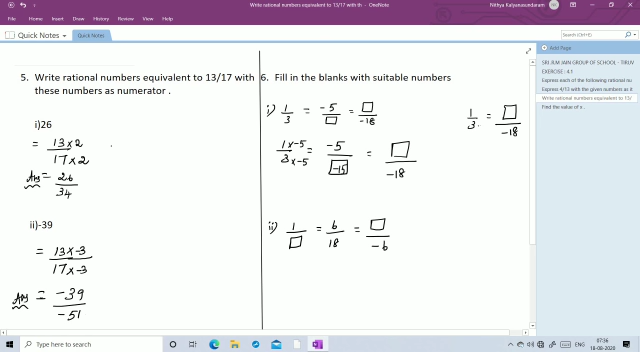 Write rational numbers equivalent to 13/17 with th - OneNote
Nithya Kalyanasundaram
File Home Insert Draw History Review View Help
Quick Notes
Quick Notes
Search (Ctrl+E)
Add Page
SRI JIJM JAIN GROUP OF SCHOOL - TIRUV
EXERCISE : 4.1
Express each of the following rational nu
Express 4/13 with the given numbers as it
Write rational numbers equivalent to 13/
Find the value of x .
5. Write rational numbers equivalent to 13/17 with
these numbers as numerator .
i)26
= 13×2 / 17×2
Ans = 26 / 34
ii)-39
= 13×-3 / 17×-3
Ans = -39 / -51
6. Fill in the blanks with suitable numbers
i) 1/3 = -5/□ = □/-18
1×-5 / 3×-5 = -5 / -15 = □ / -18
1/3 = □/-18
ii) 1/□ = 6/18 = □/-6
Type here to search
ENG
07:36
18-08-2020